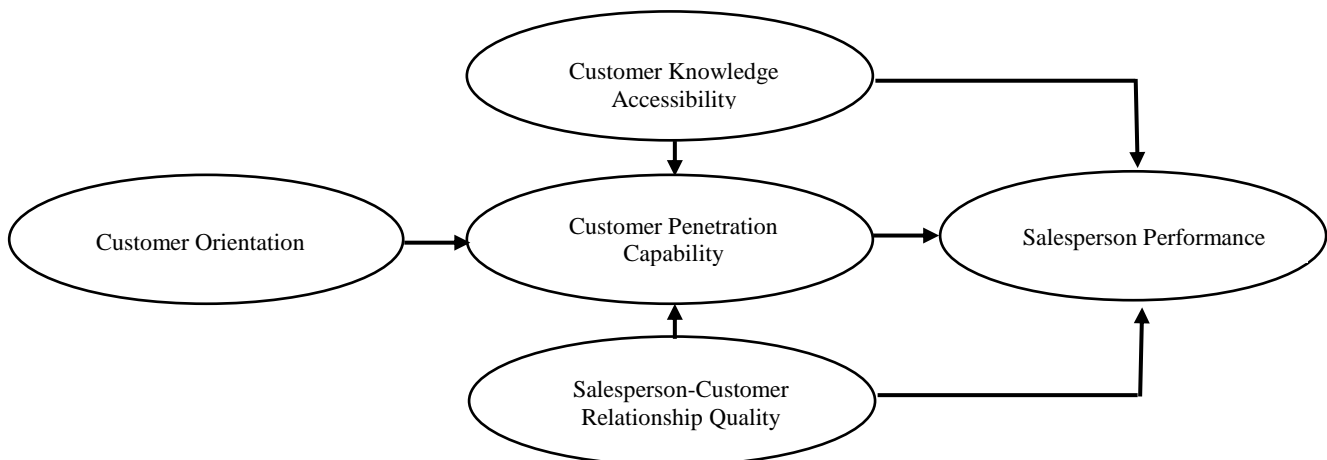 Customer Knowledge
Accessibility
Customer Orientation
Customer Penetration
Capability
Salesperson Performance
Salesperson-Customer
Relationship Quality